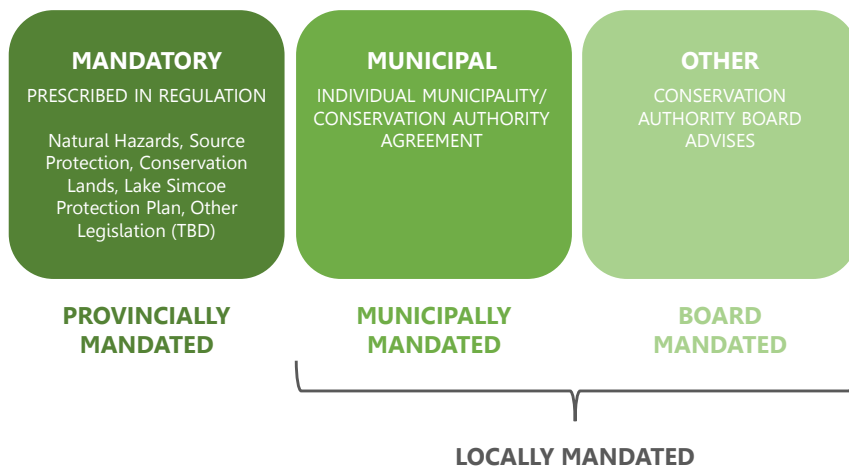 MANDATORY
PRESCRIBED IN REGULATION
Natural Hazards, Source
Protection, Conservation
Lands, Lake Simcoe
Protection Plan, Other
Legislation (TBD)
MUNICIPAL
INDIVIDUAL MUNICIPALITY/
CONSERVATION AUTHORITY
AGREEMENT
OTHER
CONSERVATION
AUTHORITY BOARD
ADVISES
PROVINCIALLY
MANDATED
MUNICIPALLY
MANDATED
BOARD
MANDATED
LOCALLY MANDATED